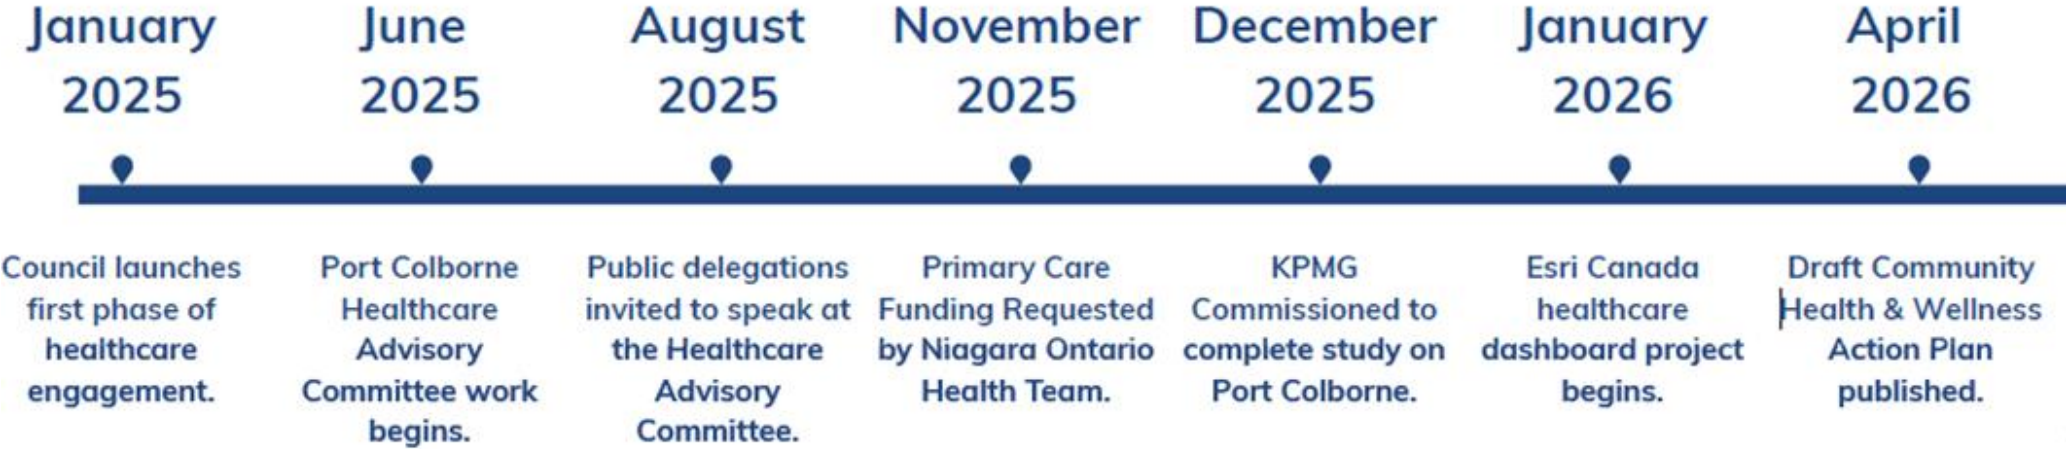 January
2025
June
2025
August
2025
November
2025
December
2025
January
2026
April
2026
Council launches
first phase of
healthcare
engagement.
Port Colborne
Healthcare
Advisory
Committee work
begins.
Public delegations
invited to speak at
the Healthcare
Advisory
Committee.
Primary Care
Funding Requested
by Niagara Ontario
Health Team.
KPMG
Commissioned to
complete study on
Port Colborne.
Esri Canada
healthcare
dashboard project
begins.
Draft Community
Health & Wellness
Action Plan
published.